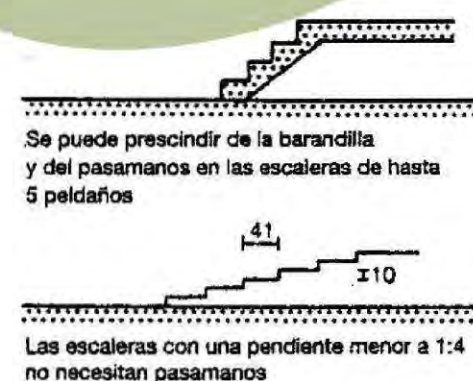 Se puede prescindir de la barandilla
y del pasamanos en las escaleras de hasta
5 peldaños
41
10
Las escaleras con una pendiente menor a 1:4
no necesitan pasamanos